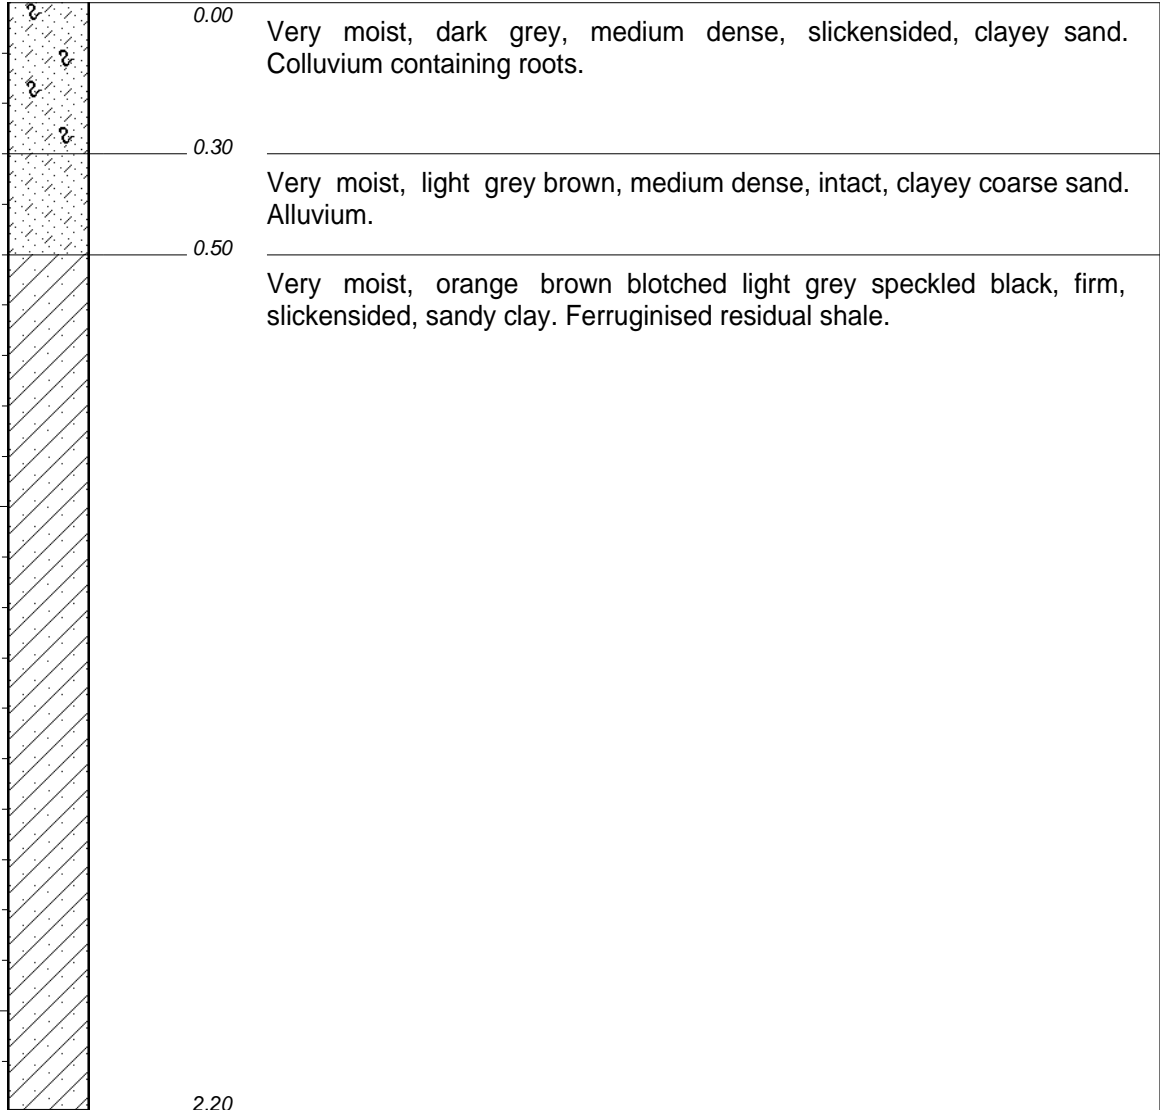 0.00
Very moist, dark grey, medium dense, slickensided, clayey sand.
Colluvium containing roots.
0.30
Very moist, light grey brown, medium dense, intact, clayey coarse sand.
Alluvium.
0.50
Very moist, orange brown blotched light grey speckled black, firm,
slickensided, sandy clay. Ferruginised residual shale.
2.20